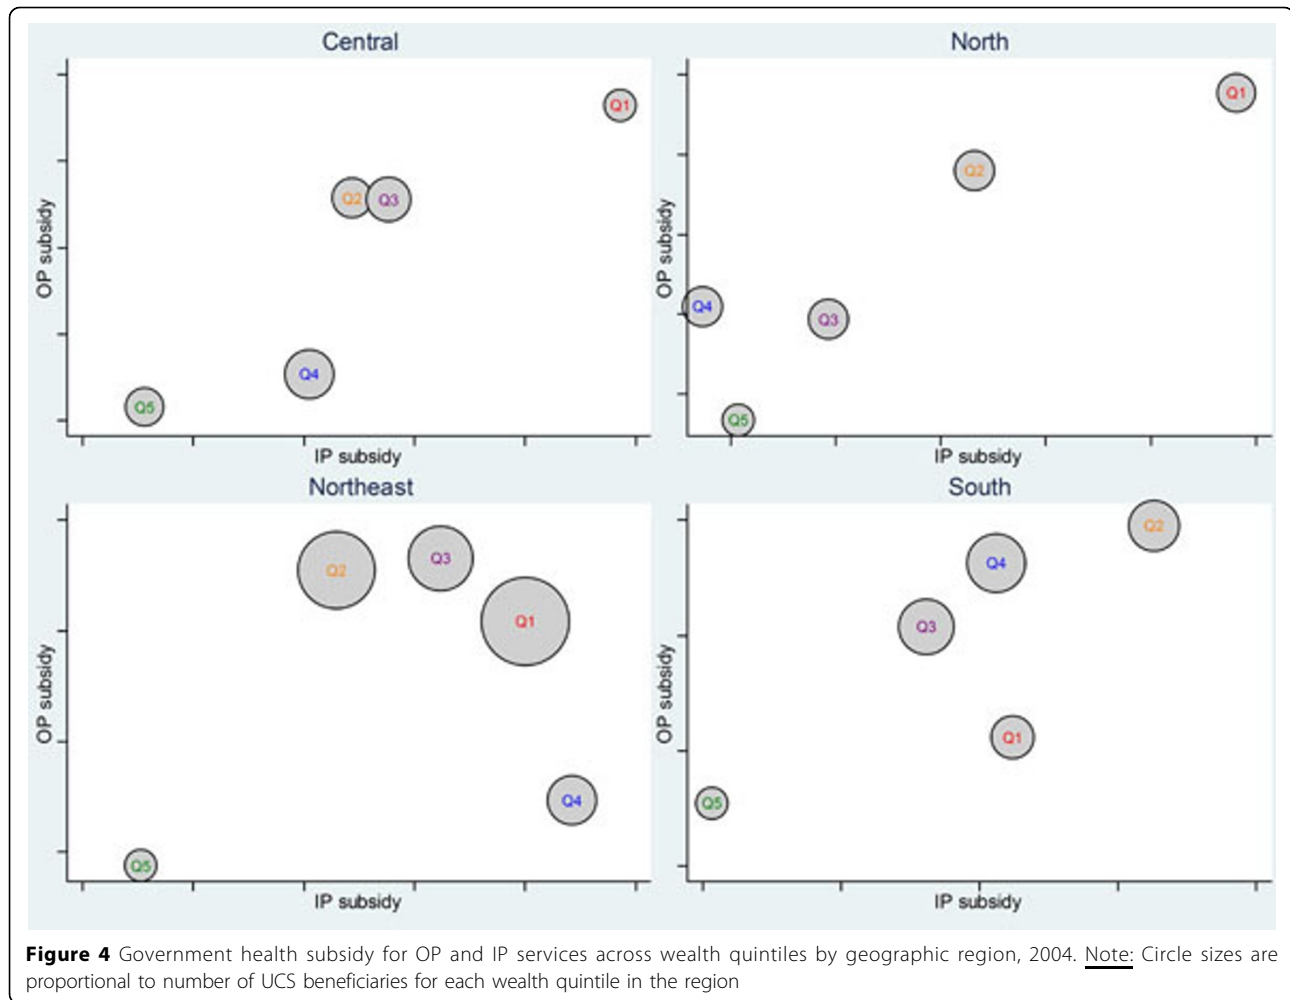 Central
Q1
Q2
Q3
Q4
Q5
OP subsidy
IP subsidy
North
Q1
Q2
Q4
Q3
Q5
OP subsidy
IP subsidy
Northeast
Q3
Q2
Q1
Q4
Q5
OP subsidy
IP subsidy
South
Q2
Q4
Q3
Q1
Q5
OP subsidy
IP subsidy
Figure 4 Government health subsidy for OP and IP services across wealth quintiles by geographic region, 2004. Note: Circle sizes are
proportional to number of UCS beneficiaries for each wealth quintile in the region